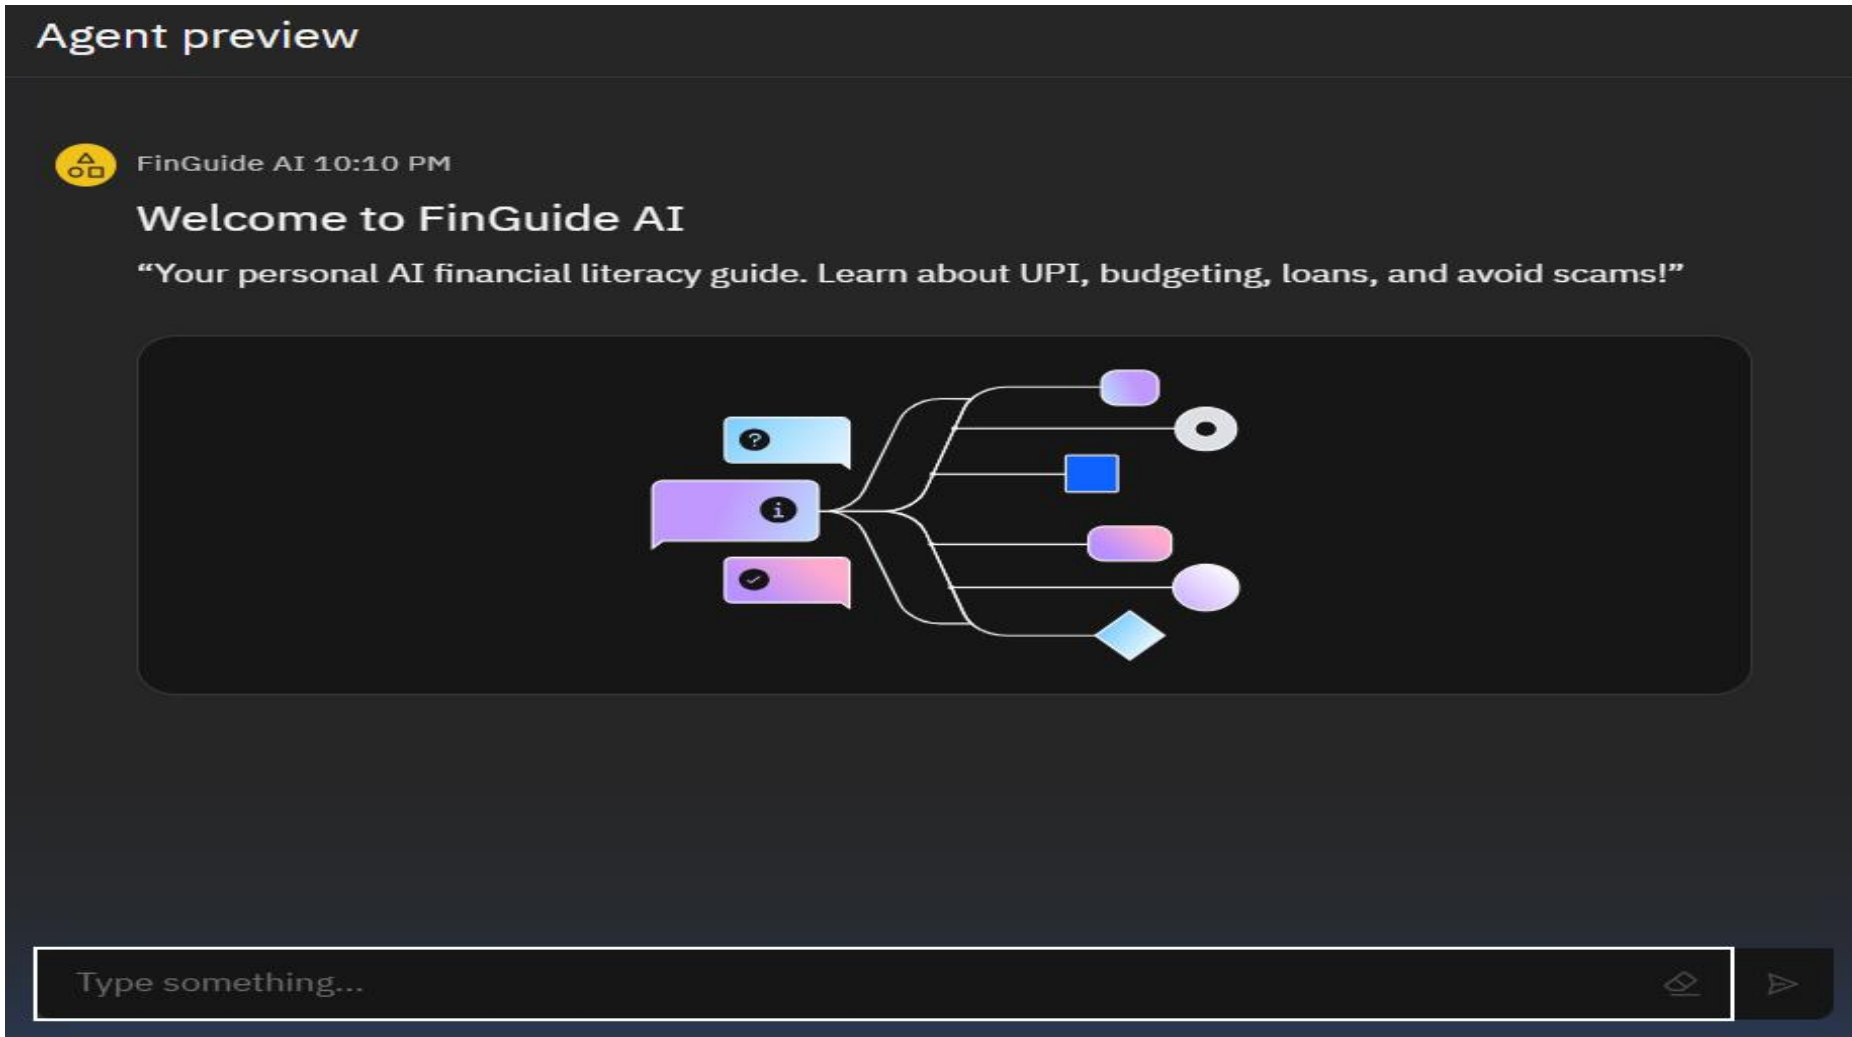 Agent preview
FinGuide AI 10:10 PM
Welcome to FinGuide AI
“Your personal AI financial literacy guide. Learn about UPI, budgeting, loans, and avoid scams!”
?
i
Type something...